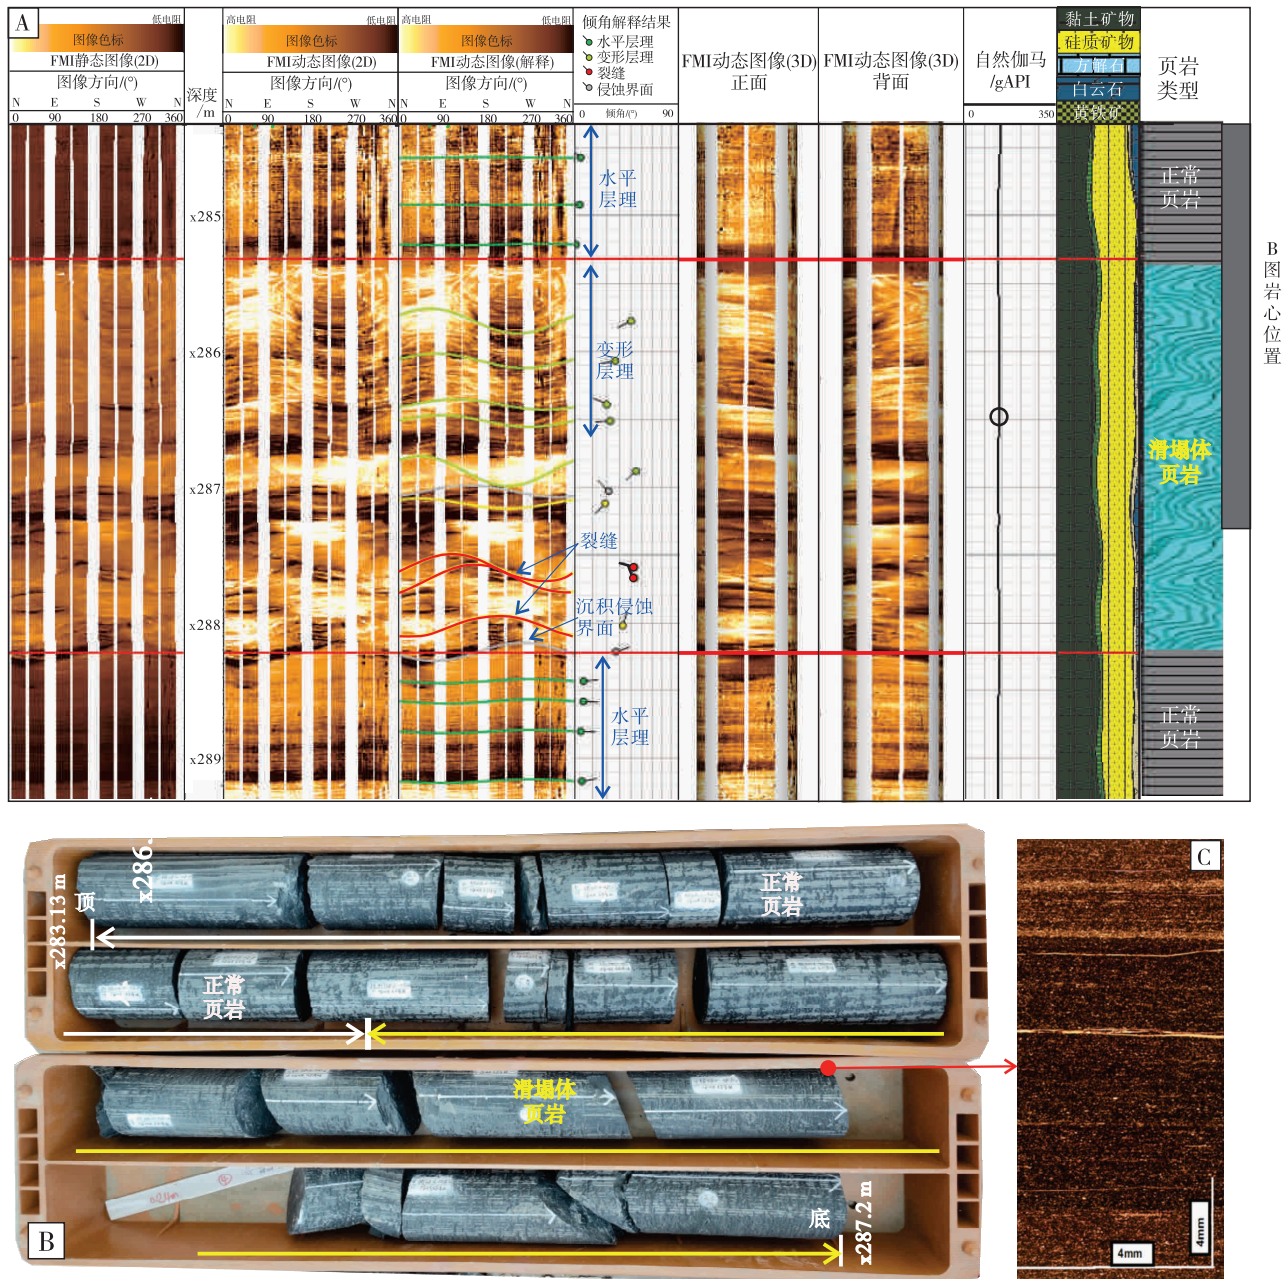 A
高电阻 低电阻
图像色标
FMI静态图像(2D)
图像方向/(°)
N E S W N
0 90 180 270 360
深度
/m
高电阻 低电阻
图像色标
FMI动态图像(2D)
图像方向/(°)
N E S W N
0 90 180 270 360
高电阻 低电阻
图像色标
FMI动态图像(解释)
图像方向/(°)
N E S W N
0 90 180 270 360
倾角解释结果
水平层理
变形层理
裂缝
侵蚀界面
0 倾角/(°) 90
FMI动态图像(3D)
正面
FMI动态图像(3D)
背面
自然伽马
/gAPI
0 350
黏土矿物
硅质矿物
方解石
白云石
黄铁矿
页岩
类型
x285
x286
x287
x288
x289
水平
层理
变形
层理
裂缝
沉积侵蚀
界面
水平
层理
正常
页岩
滑塌体
页岩
正常
页岩
B图岩心位置
x283.13 m
顶
x286.
正常
页岩
正常
页岩
滑塌体
页岩
底
x287.2 m
B
C
4mm
4mm